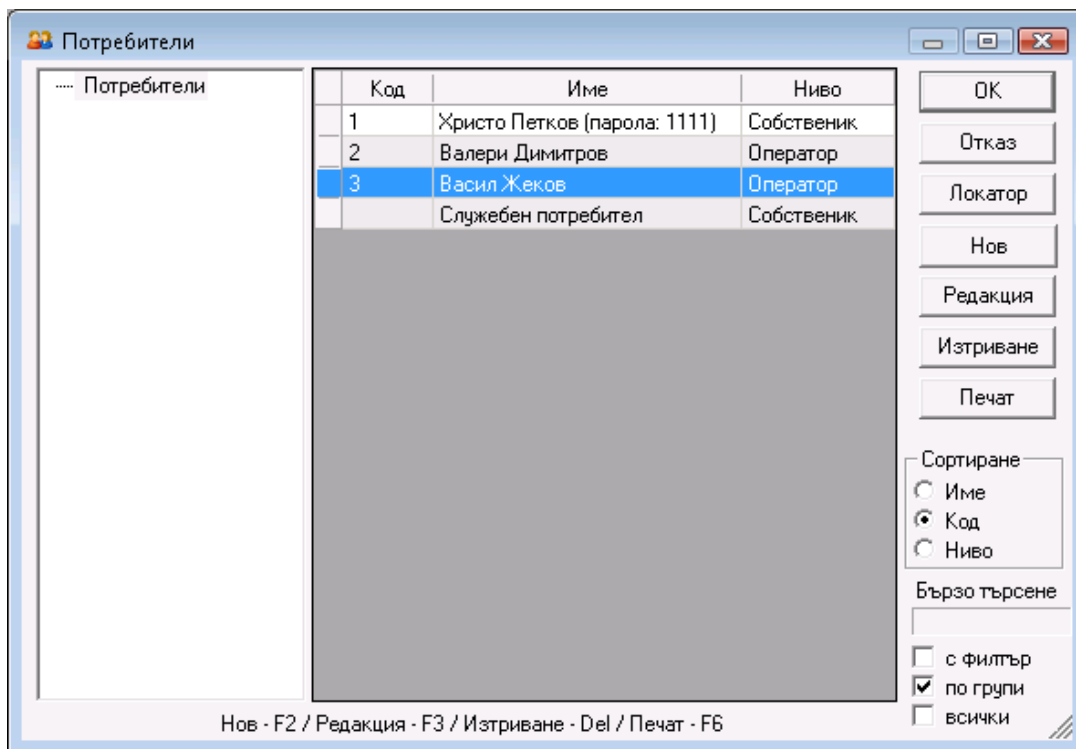 Потребители
Потребители
Код Име Ниво
1 Христо Петков (парола: 1111) Собственик
2 Валери Димитров Оператор
3 Васил Жеков Оператор
Служебен потребител Собственик
OK
Отказ
Локатор
Нов
Редакция
Изтриване
Печат
Сортиране
Име
Код
Ниво
Бързо търсене
с филтър
по групи
всички
Нов - F2 / Редакция - F3 / Изтриване - Del / Печат - F6